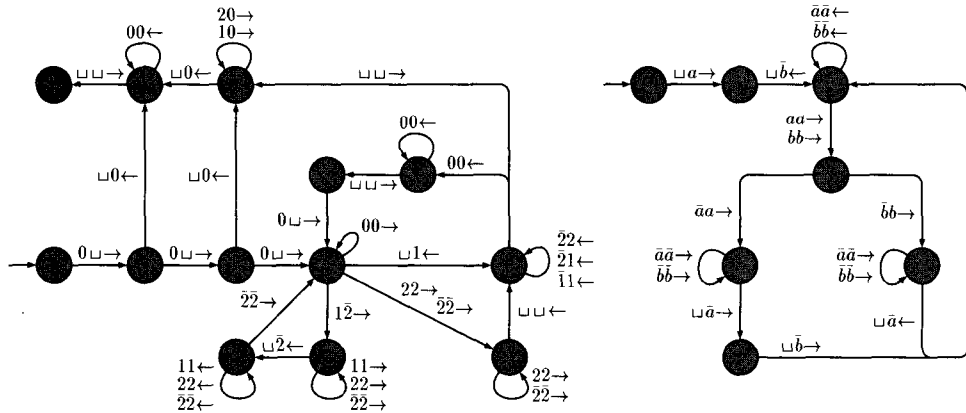 20→
10→
00←
⊔⊔→
⊔0←
⊔⊔→
00←
00←
⊔⊔→
⊔0←
⊔0←
0⊔→
00→
0⊔→
0⊔→
0⊔→
⊔1←
2̄2←
2̄1←
1̄1←
2̄2̄→
12̄→
22→
2̄2̄→
⊔⊔←
⊔2̄←
11←
22←
2̄2̄←
11→
22→
2̄2̄→
22→
2̄2̄→
āā←
b̄b̄←
⊔a→
⊔b̄←
aa→
bb→
āa→
b̄b→
āā→
b̄b̄→
āā→
b̄b̄→
⊔ā→
⊔ā←
⊔b̄→